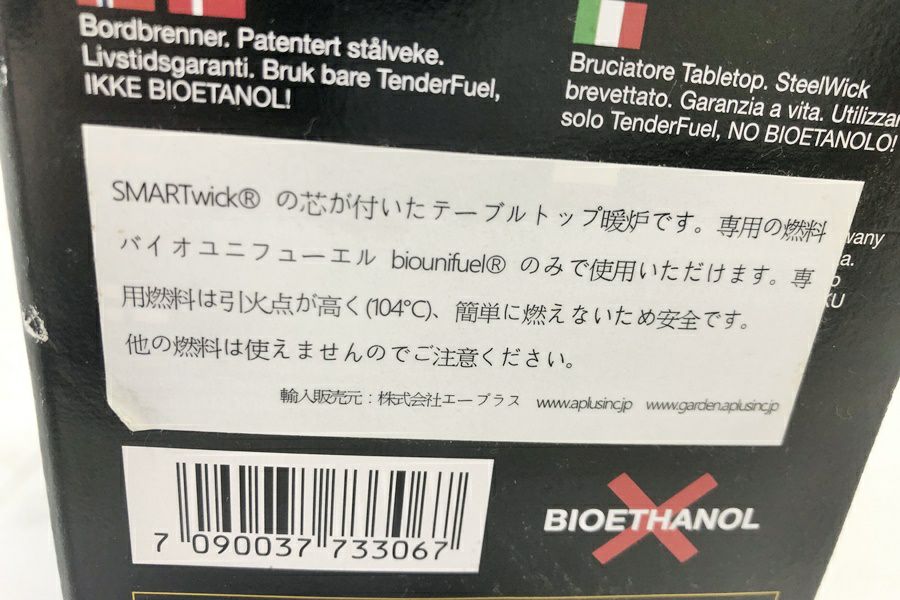 Bordbrenner. Patentert stålveke.
Livstidsgaranti. Bruk bare TenderFuel,
IKKE BIOETANOL!
Bruciatore Tabletop. SteelWick
brevettato. Garanzia a vita. Utilizzar
solo TenderFuel, NO BIOETANOLO!
SMARTwick® の芯が付いたテーブルトップ暖炉です。専用の燃料
バイオユニフューエル biounifuel® のみで使用いただけます。専
用燃料は引火点が高く(104℃)、簡単に燃えないため安全です。
他の燃料は使えませんのでご注意ください。
輸入販売元：株式会社エープラス www.aplusinc.jp www.garden.aplusinc.jp
7 090037 733067
BIOETHANOL